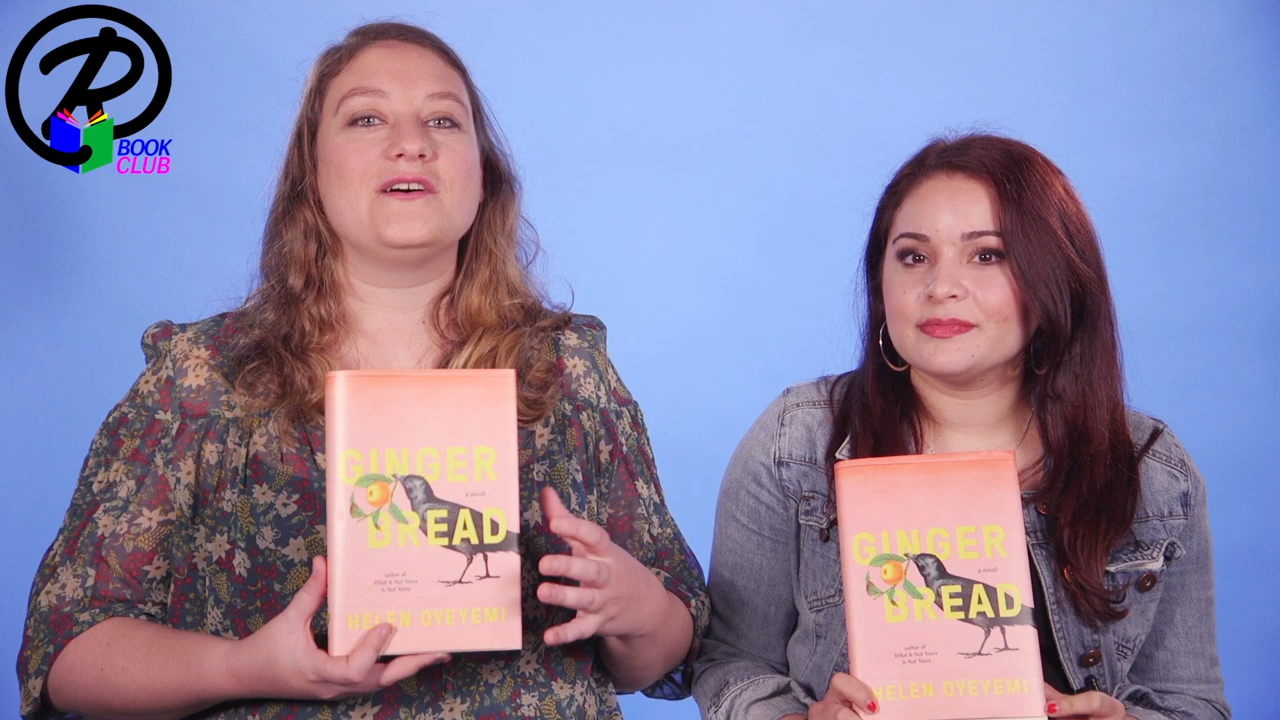 R
BOOK
CLUB
GINGER
a novel
BREAD
author of
What Is Not Yours
Is Not Yours
HELEN OYEYEMI
GINGER
a novel
BREAD
author of
What Is Not Yours
Is Not Yours
HELEN OYEYEMI